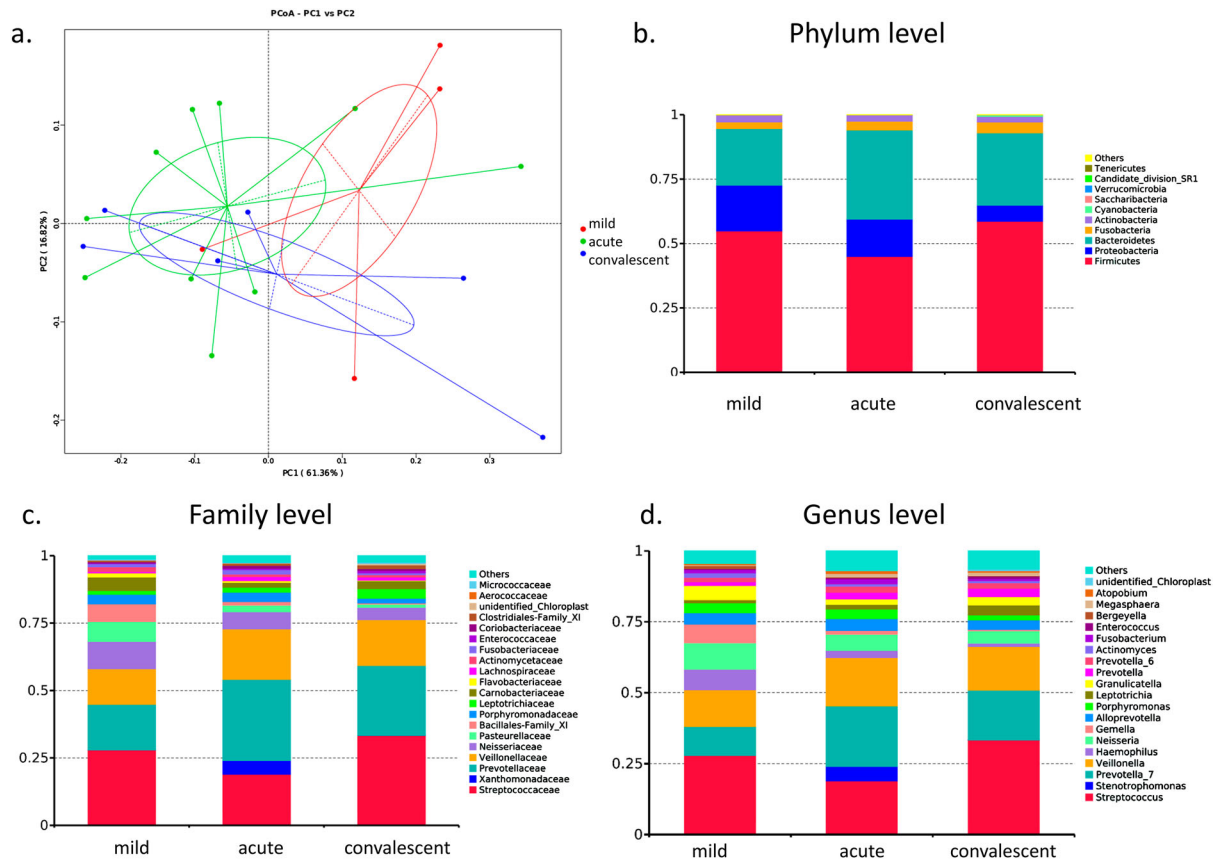 a.
PCoA - PC1 vs PC2
PC2 ( 16.82% )
0.1
0.0
-0.1
-0.2
-0.2
-0.1
0.0
0.1
0.2
0.3
PC1 ( 61.36% )
mild
acute
convalescent
b.
Phylum level
1
0.75
0.5
0.25
0
mild
acute
convalescent
Others
Tenericutes
Candidate_division_SR1
Verrucomicrobia
Saccharibacteria
Cyanobacteria
Actinobacteria
Fusobacteria
Bacteroidetes
Proteobacteria
Firmicutes
c.
Family level
1
0.75
0.5
0.25
0
mild
acute
convalescent
Others
Micrococcaceae
Aerococcaceae
unidentified_Chloroplast
Clostridiales-Family_XI
Coriobacteriaceae
Enterococcaceae
Fusobacteriaceae
Actinomycetaceae
Lachnospiraceae
Flavobacteriaceae
Carnobacteriaceae
Leptotrichiaceae
Porphyromonadaceae
Bacillales-Family_XI
Pasteurellaceae
Neisseriaceae
Veillonellaceae
Prevotellaceae
Xanthomonadaceae
Streptococcaceae
d.
Genus level
1
0.75
0.5
0.25
0
mild
acute
convalescent
Others
unidentified_Chloroplast
Atopobium
Megasphaera
Bergeyella
Enterococcus
Fusobacterium
Actinomyces
Prevotella_6
Prevotella
Granulicatella
Leptotrichia
Porphyromonas
Alloprevotella
Gemella
Neisseria
Haemophilus
Veillonella
Prevotella_7
Stenotrophomonas
Streptococcus